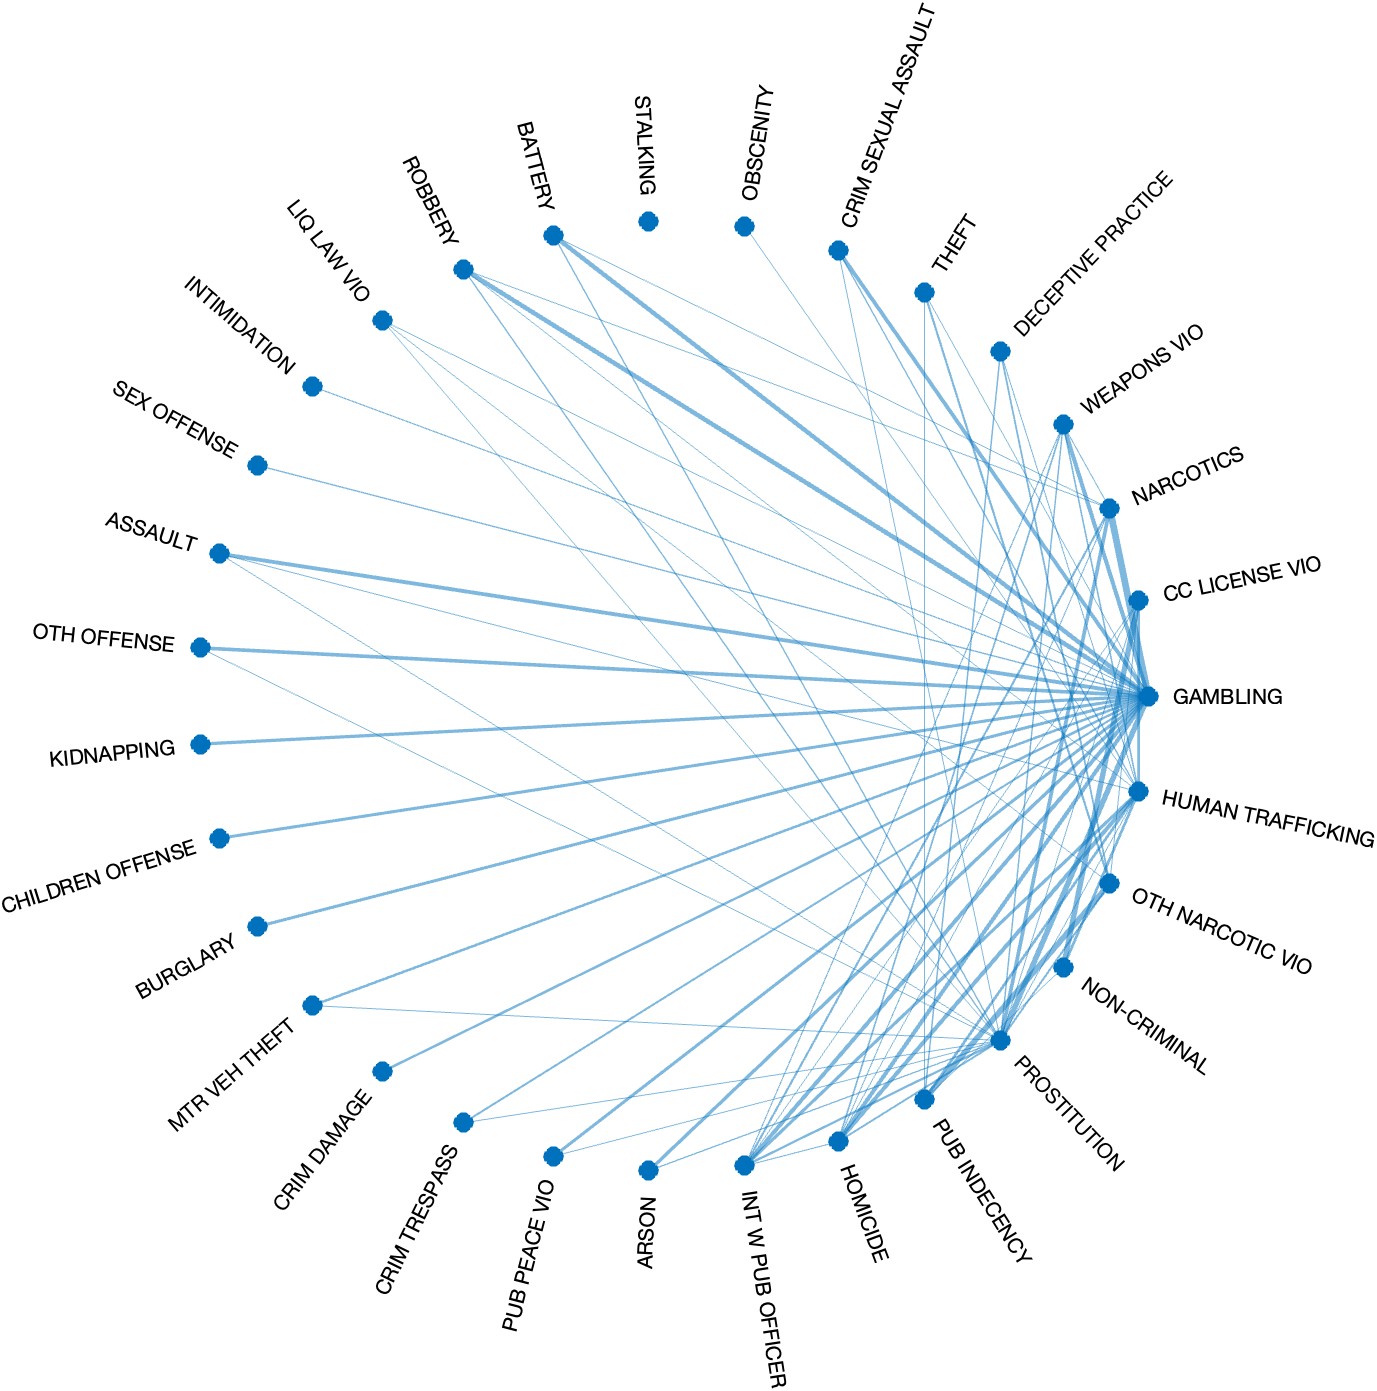 CRIM SEXUAL ASSAULT
OBSCENITY
STALKING
BATTERY
ROBBERY
LIQ LAW VIO
INTIMIDATION
SEX OFFENSE
ASSAULT
OTH OFFENSE
KIDNAPPING
CHILDREN OFFENSE
BURGLARY
MTR VEH THEFT
CRIM DAMAGE
CRIM TRESPASS
PUB PEACE VIO
ARSON
INT W PUB OFFICER
HOMICIDE
PUB INDECENCY
PROSTITUTION
NON-CRIMINAL
OTH NARCOTIC VIO
HUMAN TRAFFICKING
GAMBLING
CC LICENSE VIO
NARCOTICS
WEAPONS VIO
DECEPTIVE PRACTICE
THEFT